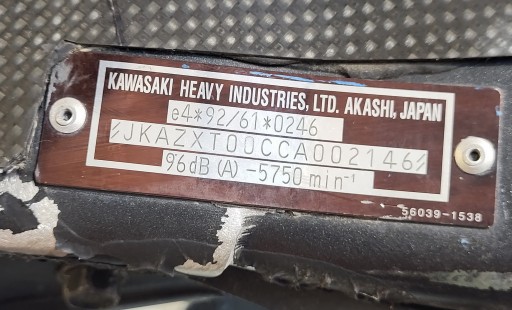 KAWASAKI HEAVY INDUSTRIES, LTD. AKASHI, JAPAN
e4*92/61*0246
JKAZXT00CCA002146
96dB (A) -5750 min⁻¹
56039-1538